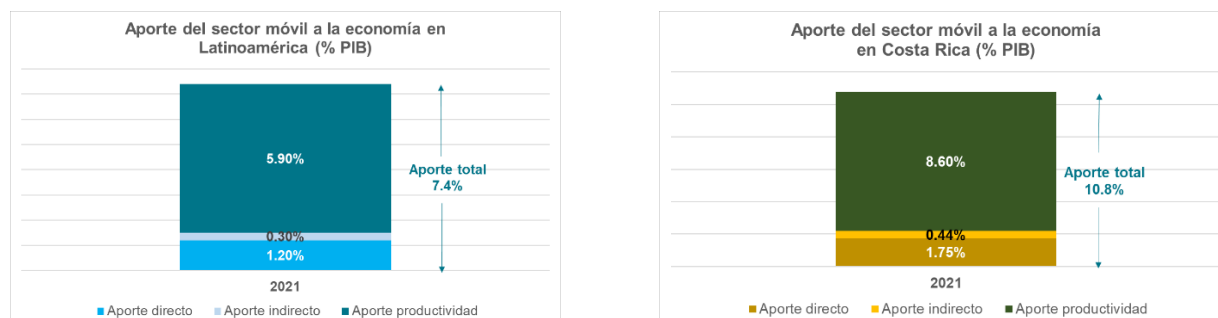 Aporte del sector móvil a la economía en
Latinoamérica (% PIB)
5.90%
Aporte total
7.4%
0.30%
1.20%
2021
Aporte directo Aporte indirecto Aporte productividad
Aporte del sector móvil a la economía
en Costa Rica (% PIB)
8.60%
Aporte total
10.8%
0.44%
1.75%
2021
Aporte directo Aporte indirecto Aporte productividad